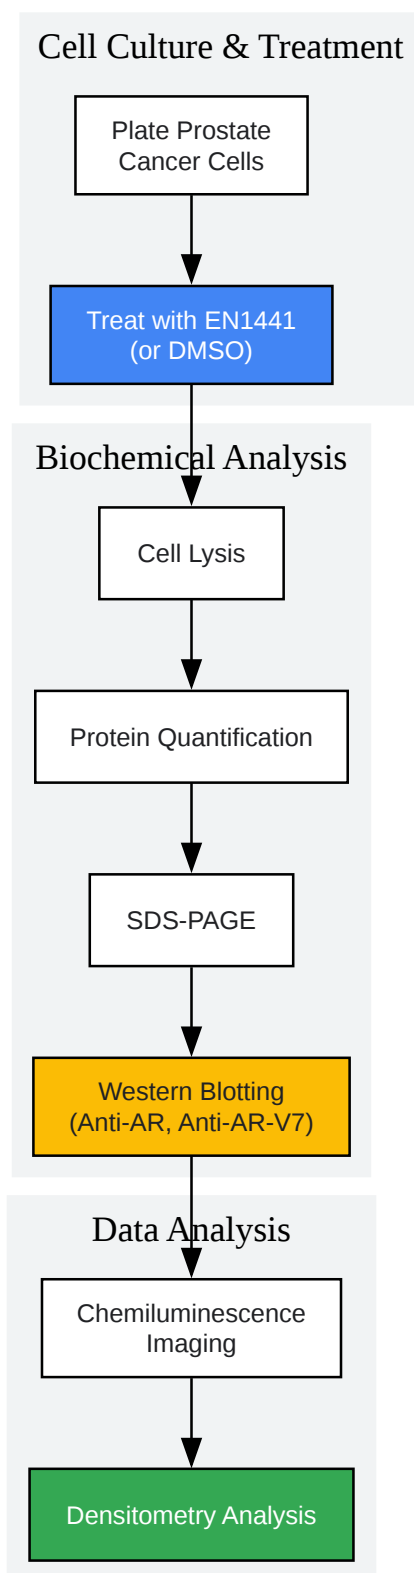 Cell Culture & Treatment
Plate Prostate
Cancer Cells
Treat with EN1441
(or DMSO)
Biochemical Analysis
Cell Lysis
Protein Quantification
SDS-PAGE
Western Blotting
(Anti-AR, Anti-AR-V7)
Data Analysis
Chemiluminescence
Imaging
Densitometry Analysis